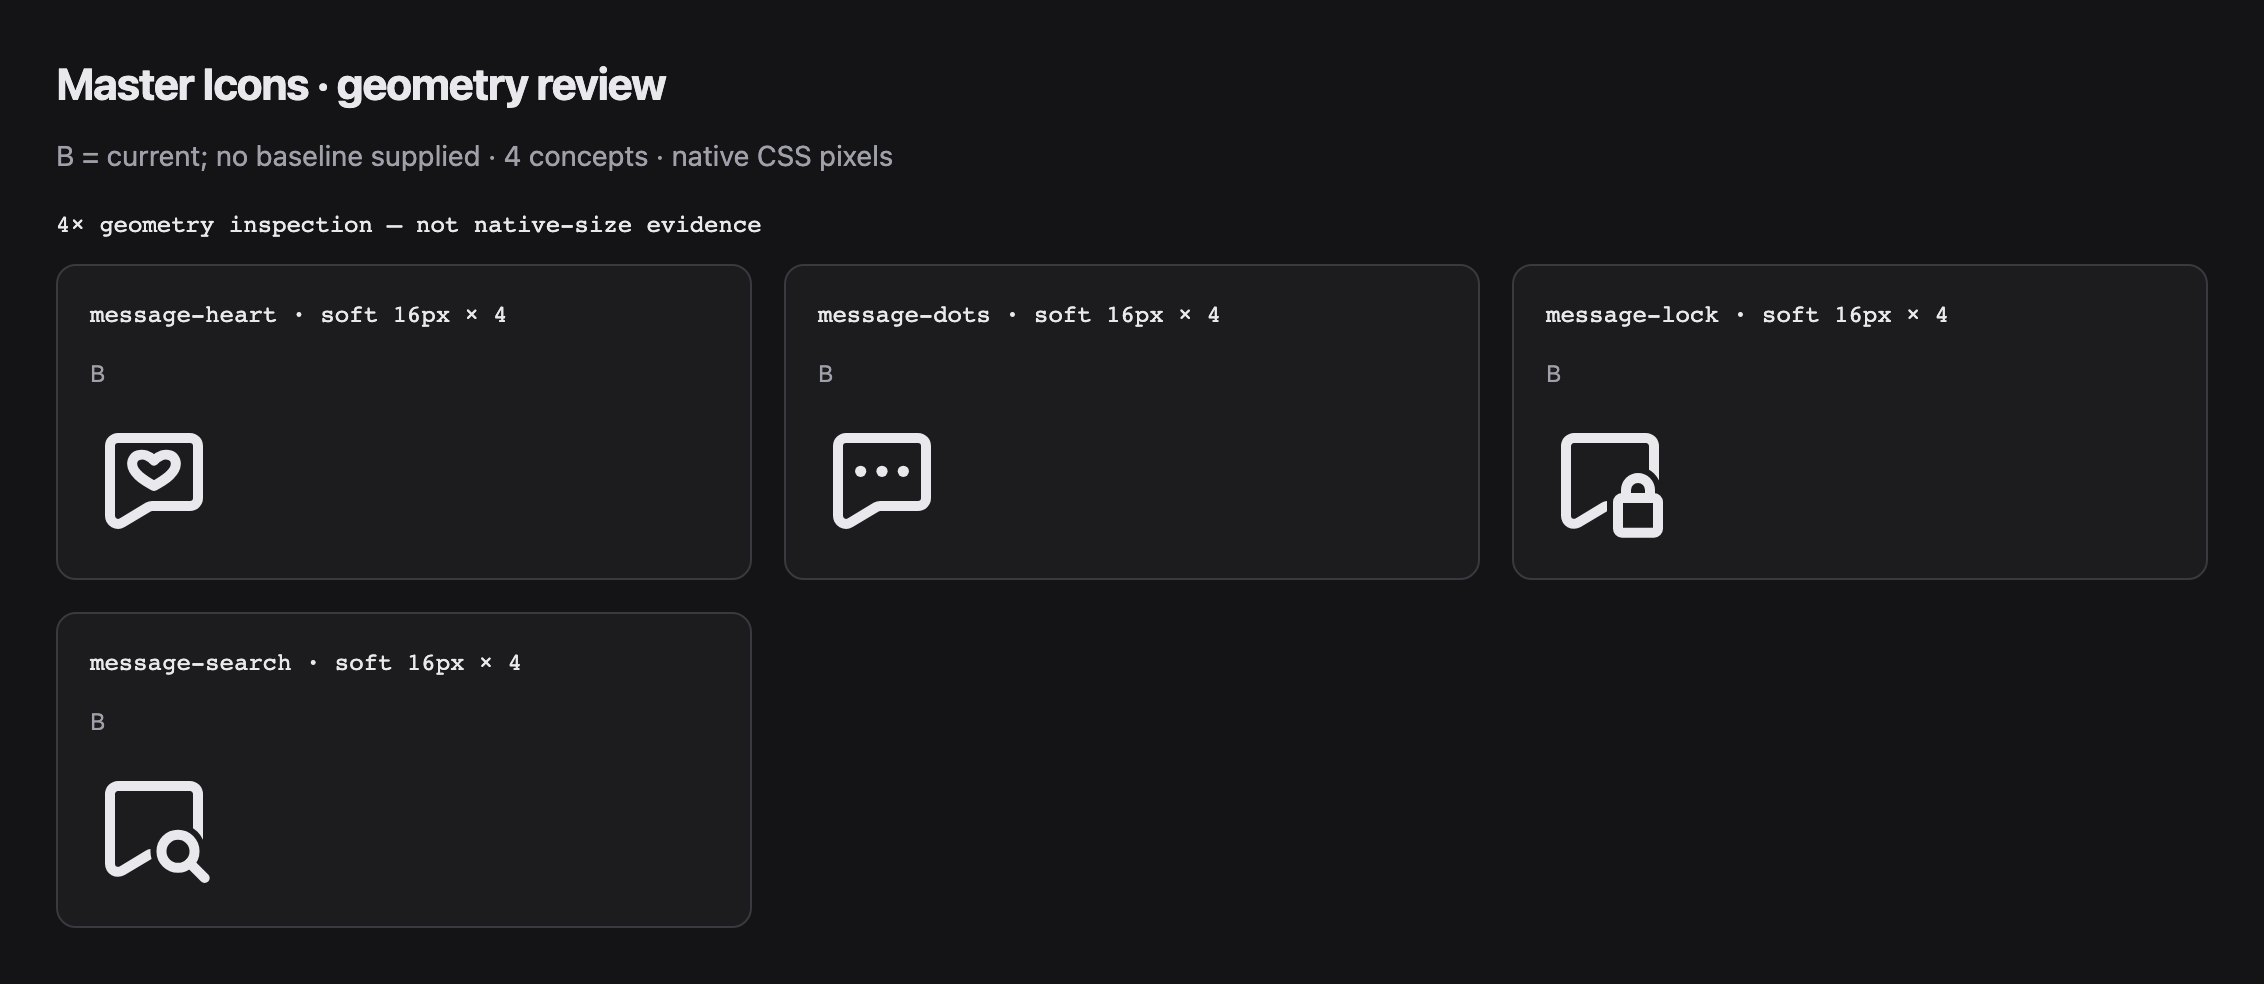 Master Icons · geometry review
B = current; no baseline supplied · 4 concepts · native CSS pixels
4× geometry inspection — not native-size evidence
message-heart · soft 16px × 4
B
message-dots · soft 16px × 4
B
message-lock · soft 16px × 4
B
message-search · soft 16px × 4
B